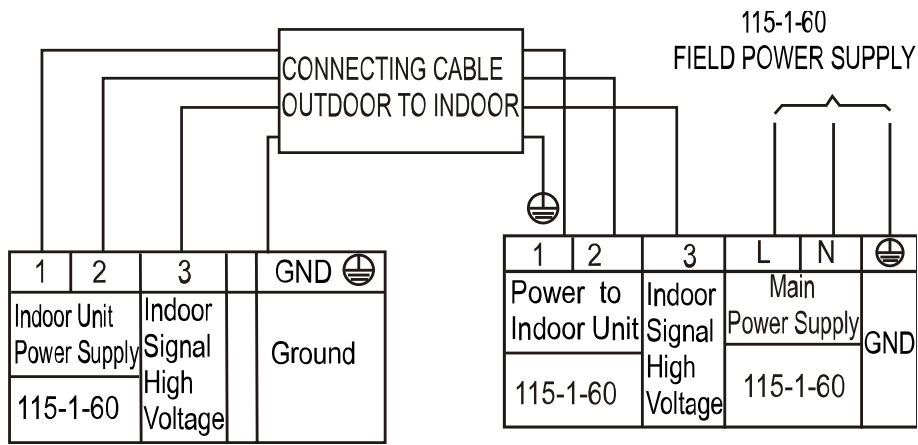 115-1-60
FIELD POWER SUPPLY
CONNECTING CABLE
OUTDOOR TO INDOOR
1 2 3 GND
Indoor Unit
Power Supply
115-1-60
Indoor
Signal
High
Voltage
Ground
1 2 3 L N
Power to
Indoor Unit
115-1-60
Indoor
Signal
High
Voltage
Main
Power Supply
115-1-60
GND